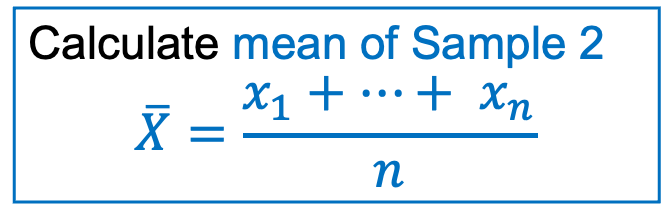 Calculate mean of Sample 2
X̄ = (x₁ + ⋯ + xₙ) / n